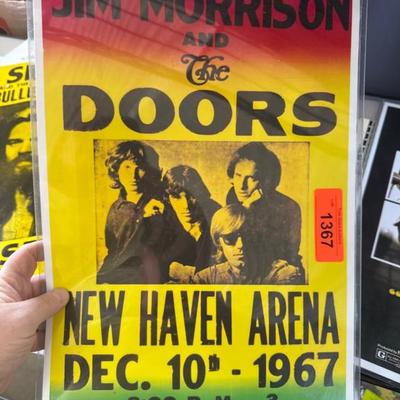 JIM MORRISON
AND
The
DOORS
1367
NEW HAVEN ARENA
DEC. 10th - 1967